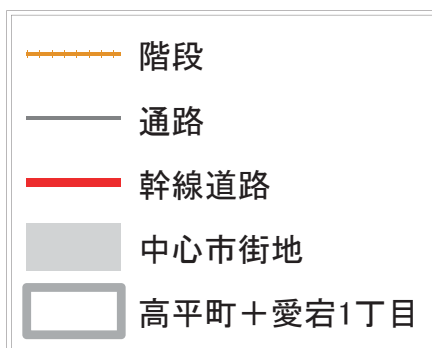 階段
通路
幹線道路
中心市街地
高平町＋愛宕1丁目